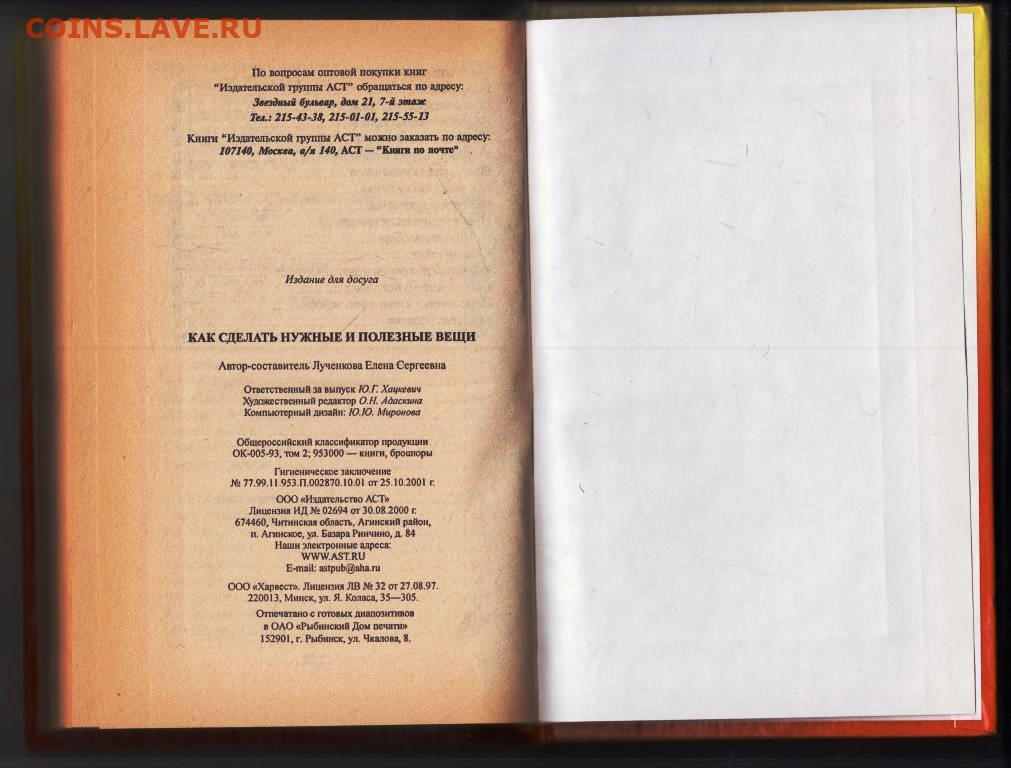 COINS.LAVE.RU
По вопросам оптовой покупки книг
“Издательской группы АСТ” обращаться по адресу:
Звездный бульвар, дом 21, 7-й этаж
Тел.: 215-43-38, 215-01-01, 215-55-13
Книги “Издательской группы АСТ” можно заказать по адресу:
107140, Москва, а/я 140, АСТ — “Книги по почте”
Издание для досуга
КАК СДЕЛАТЬ НУЖНЫЕ И ПОЛЕЗНЫЕ ВЕЩИ
Автор-составитель Лученкова Елена Сергеевна
Ответственный за выпуск Ю.Г. Хацкевич
Художественный редактор О.Н. Адаскина
Компьютерный дизайн: Ю.Ю. Миронова
Общероссийский классификатор продукции
ОК-005-93, том 2; 953000 — книги, брошюры
Гигиеническое заключение
№ 77.99.11.953.П.002870.10.01 от 25.10.2001 г.
ООО «Издательство АСТ»
Лицензия ИД № 02694 от 30.08.2000 г.
674460, Читинская область, Агинский район,
п. Агинское, ул. Базара Ринчино, д. 84
Наши электронные адреса:
WWW.AST.RU
E-mail: astpub@aha.ru
ООО «Харвест». Лицензия ЛВ № 32 от 27.08.97.
220013, Минск, ул. Я. Коласа, 35—305.
Отпечатано с готовых диапозитивов
в ОАО «Рыбинский Дом печати»
152901, г. Рыбинск, ул. Чкалова, 8.